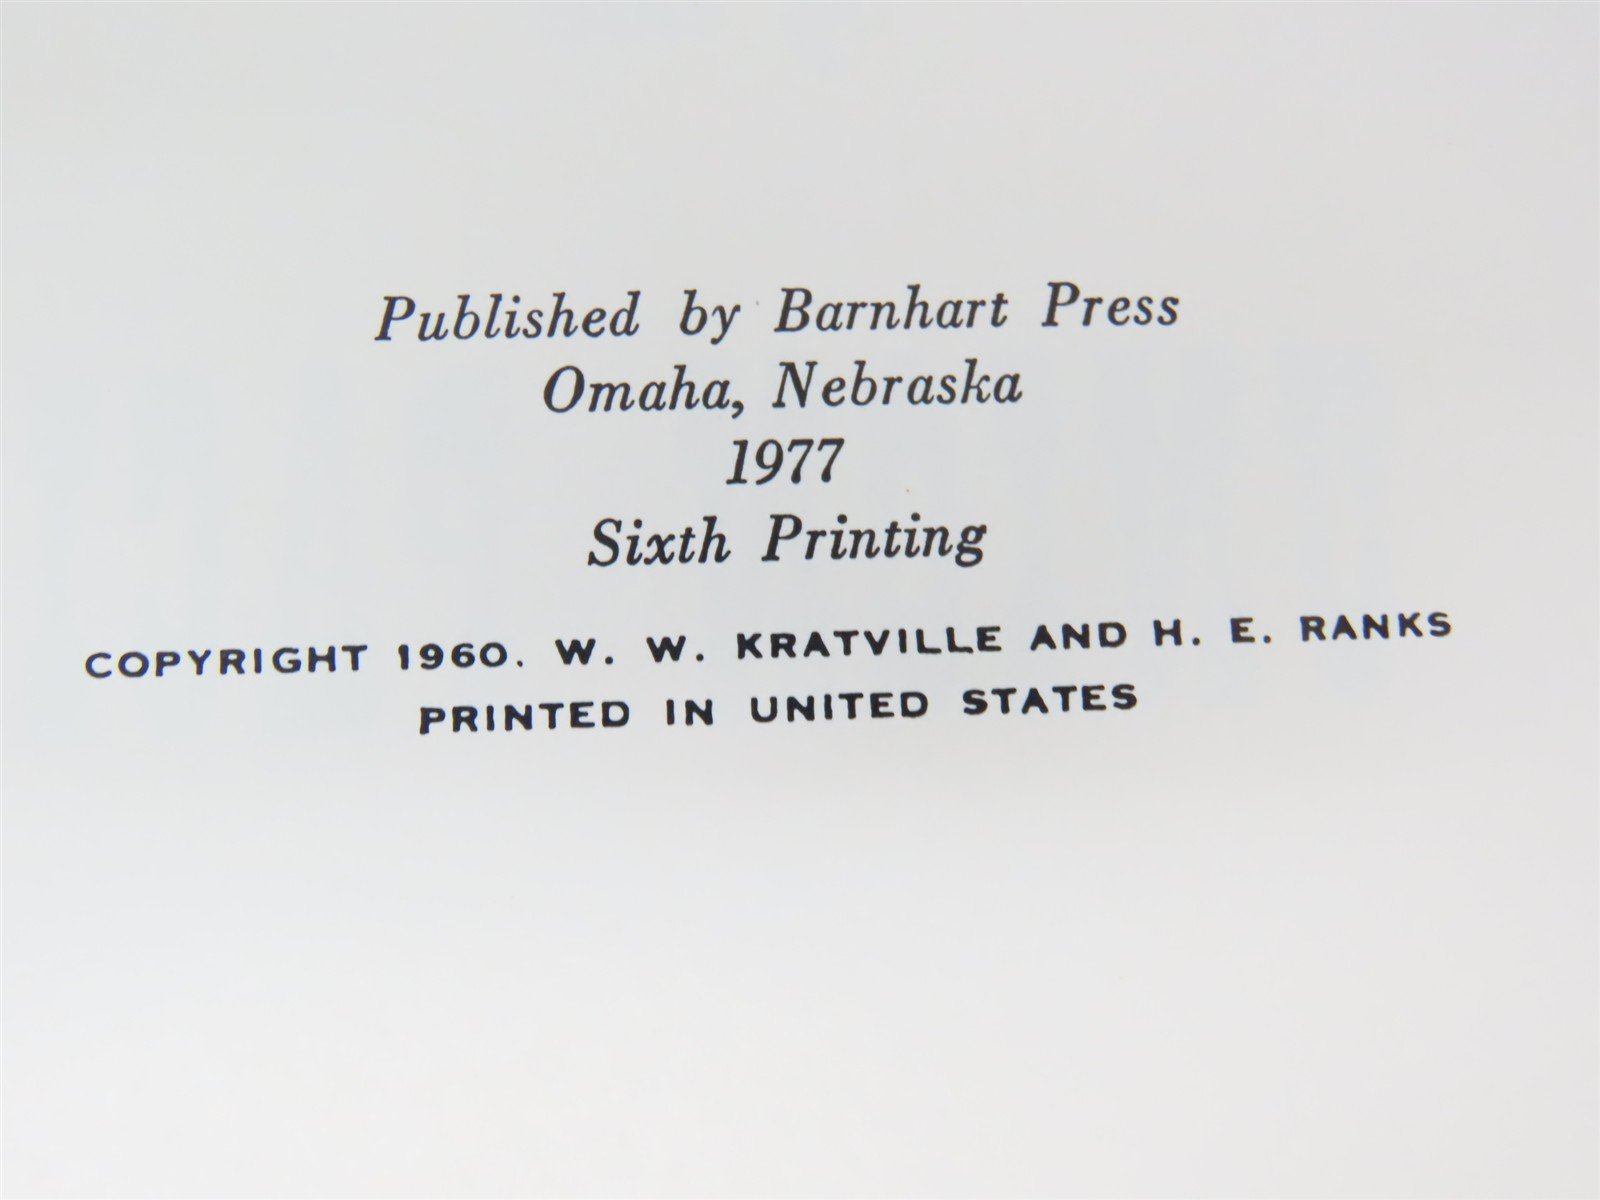 Published by Barnhart Press
Omaha, Nebraska
1977
Sixth Printing
COPYRIGHT 1960. W. W. KRATVILLE AND H. E. RANKS
PRINTED IN UNITED STATES